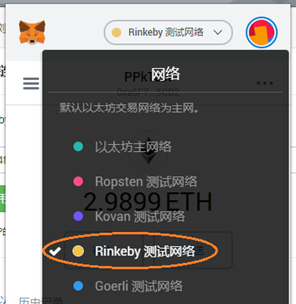 Rinkeby 测试网络
网络
默认以太坊交易网络为主网。
以太坊主网络
Ropsten 测试网络
2.9899 ETH
Kovan 测试网络
Rinkeby 测试网络
Goerli 测试网络